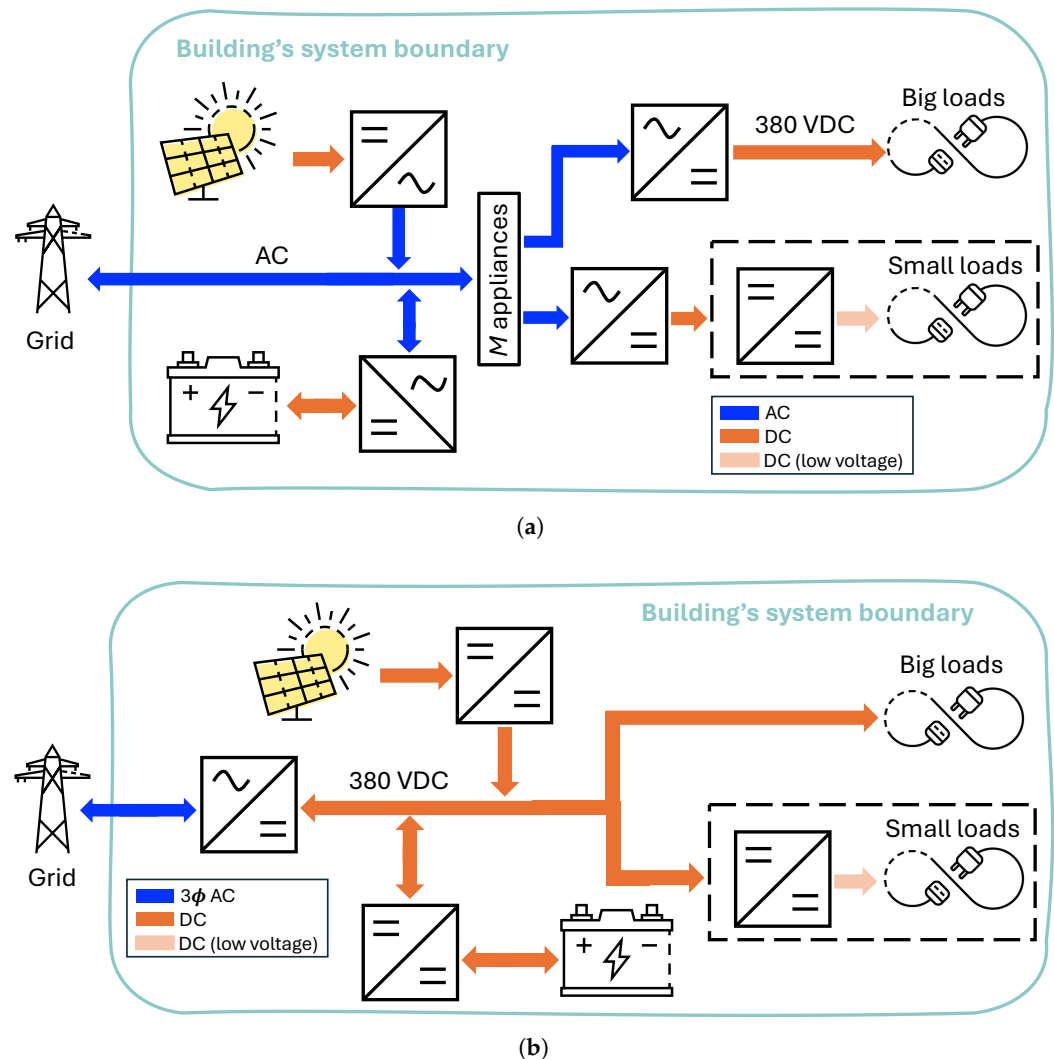 Building's system boundary
Big loads
380 VDC
AC
M appliances
Small loads
Grid
+ −
AC
DC
DC (low voltage)
(a)
Building's system boundary
Big loads
380 VDC
Small loads
Grid
3ϕ AC
DC
DC (low voltage)
+ −
(b)